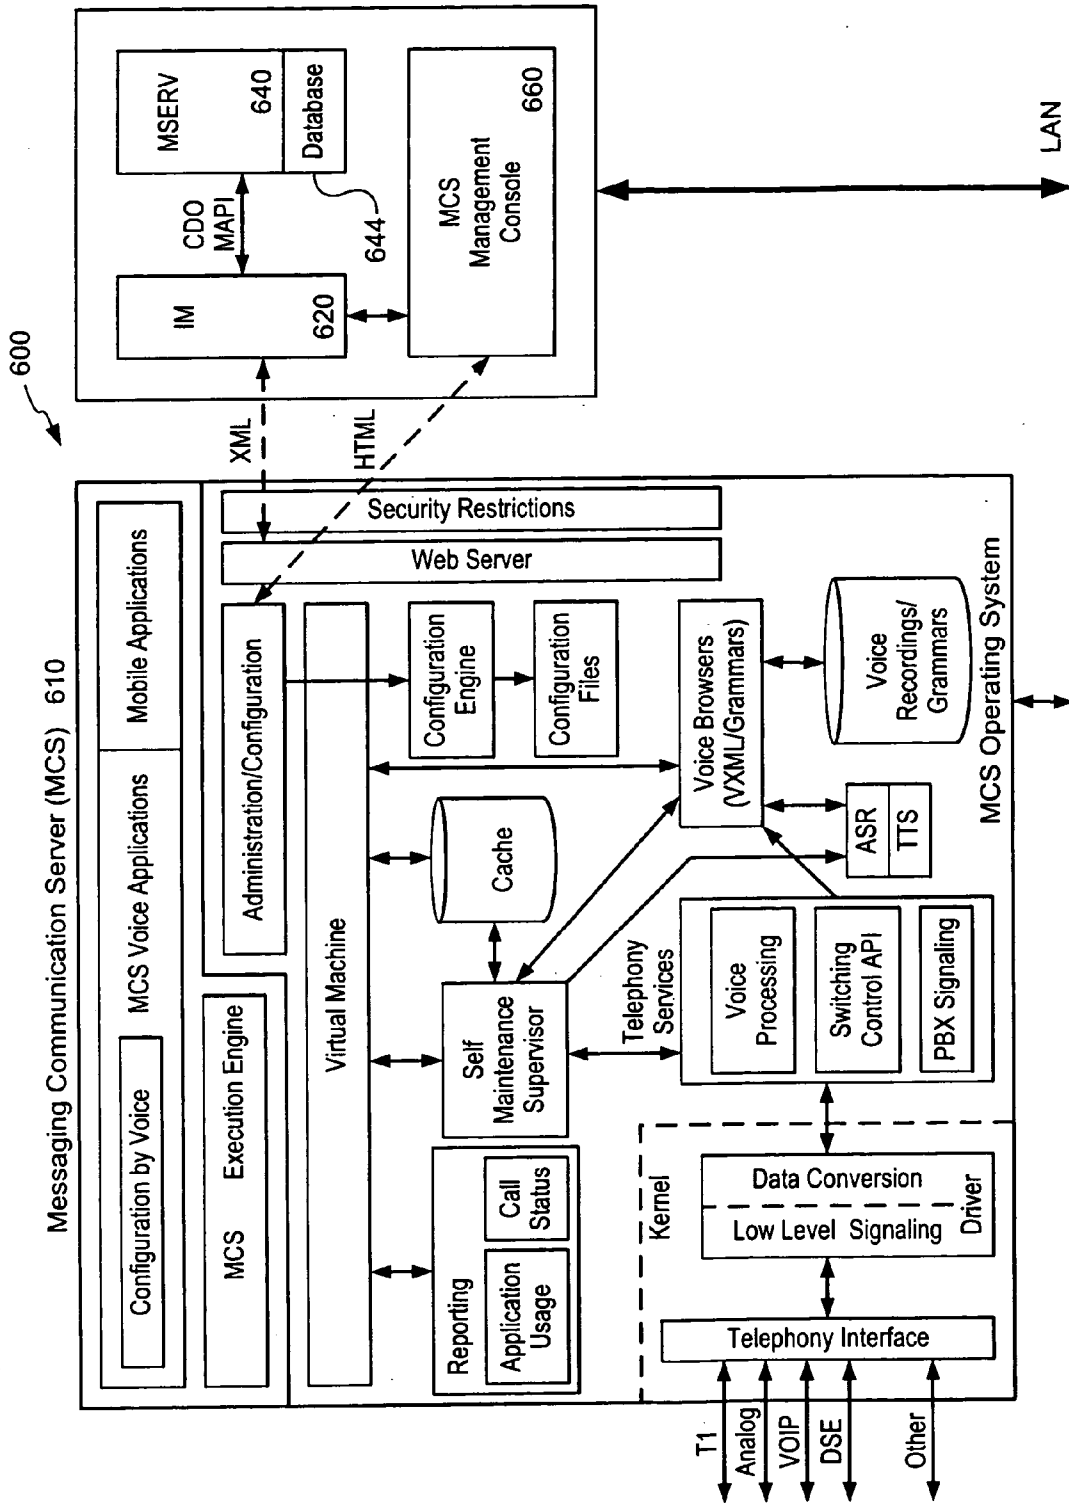 600
Messaging Communication Server (MCS) 610
Configuration by Voice
MCS Voice Applications
Mobile Applications
MCS Execution Engine
Administration/Configuration
Virtual Machine
Web Server
Security Restrictions
XML
HTML
IM
620
CDO
MAPI
MSERV
640
Database
644
MCS
Management
Console
660
LAN
Reporting
Application
Usage
Call
Status
Self
Maintenance
Supervisor
Cache
Configuration
Engine
Configuration
Files
Telephony
Services
Voice
Processing
Switching
Control API
PBX Signaling
Voice Browsers
(VXML/Grammars)
ASR
TTS
Voice
Recordings/
Grammars
MCS Operating System
Kernel
Data Conversion
Low Level Signaling
Driver
Telephony Interface
T1
Analog
VOIP
DSE
Other